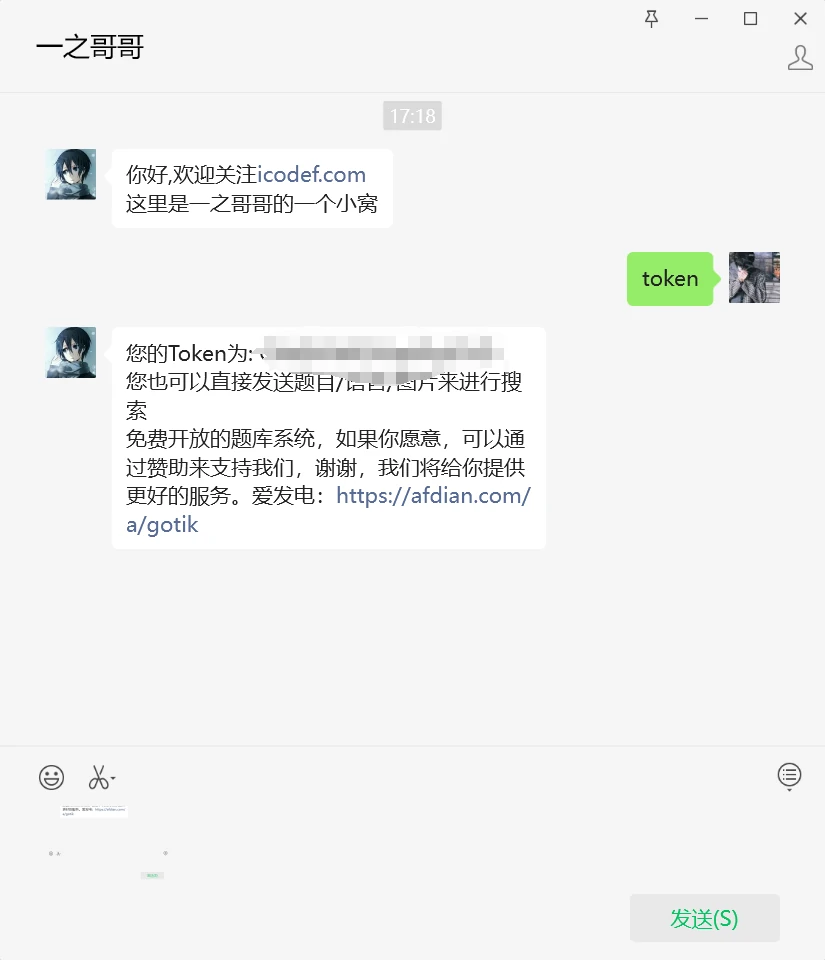 一之哥哥
17:18
你好,欢迎关注icodef.com
这里是一之哥哥的一个小窝
token
您的Token为:
您也可以直接发送题目/语音/图片来进行搜
索
免费开放的题库系统，如果你愿意，可以通
过赞助来支持我们，谢谢，我们将给你提供
更好的服务。爱发电：https://afdian.com/
a/gotik
发送(S)